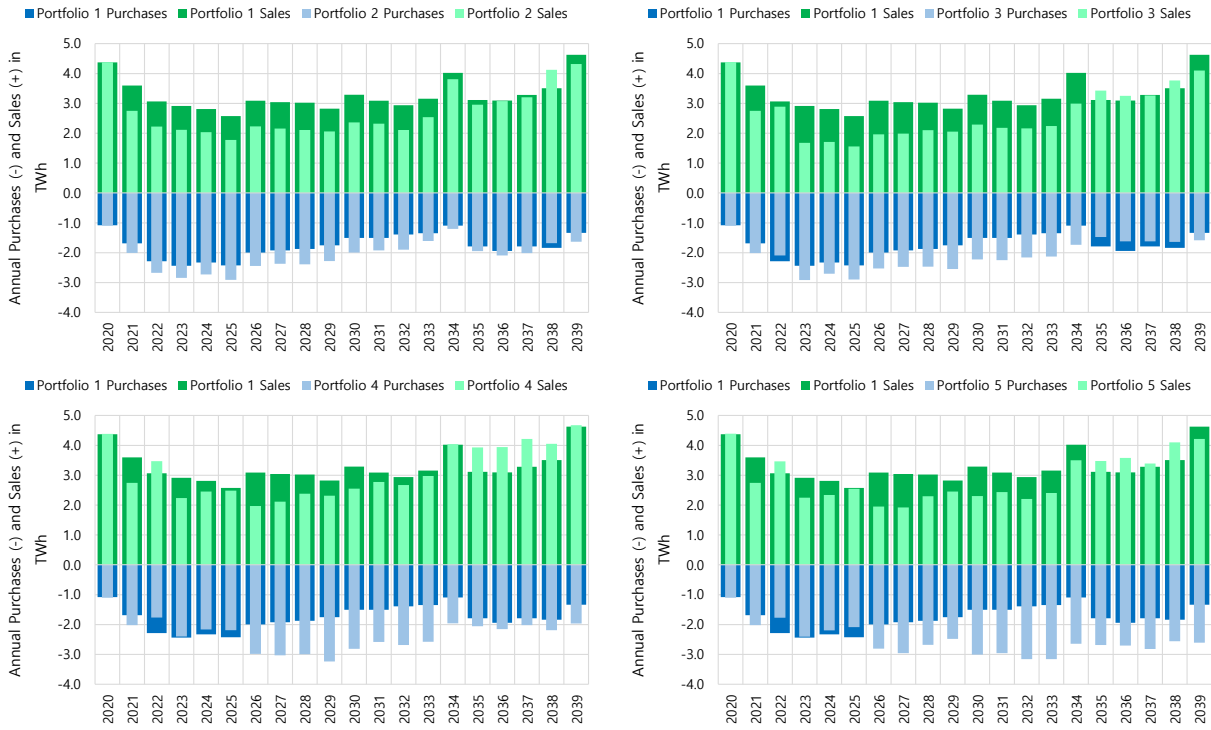 Portfolio 1 Purchases Portfolio 1 Sales Portfolio 2 Purchases Portfolio 2 Sales
Annual Purchases (-) and Sales (+) in
TWh
5.0
4.0
3.0
2.0
1.0
0.0
-1.0
-2.0
-3.0
-4.0
2020 2021 2022 2023 2024 2025 2026 2027 2028 2029 2030 2031 2032 2033 2034 2035 2036 2037 2038 2039
Portfolio 1 Purchases Portfolio 1 Sales Portfolio 3 Purchases Portfolio 3 Sales
Annual Purchases (-) and Sales (+) in
TWh
5.0
4.0
3.0
2.0
1.0
0.0
-1.0
-2.0
-3.0
-4.0
2020 2021 2022 2023 2024 2025 2026 2027 2028 2029 2030 2031 2032 2033 2034 2035 2036 2037 2038 2039
Portfolio 1 Purchases Portfolio 1 Sales Portfolio 4 Purchases Portfolio 4 Sales
Annual Purchases (-) and Sales (+) in
TWh
5.0
4.0
3.0
2.0
1.0
0.0
-1.0
-2.0
-3.0
-4.0
2020 2021 2022 2023 2024 2025 2026 2027 2028 2029 2030 2031 2032 2033 2034 2035 2036 2037 2038 2039
Portfolio 1 Purchases Portfolio 1 Sales Portfolio 5 Purchases Portfolio 5 Sales
Annual Purchases (-) and Sales (+) in
TWh
5.0
4.0
3.0
2.0
1.0
0.0
-1.0
-2.0
-3.0
-4.0
2020 2021 2022 2023 2024 2025 2026 2027 2028 2029 2030 2031 2032 2033 2034 2035 2036 2037 2038 2039